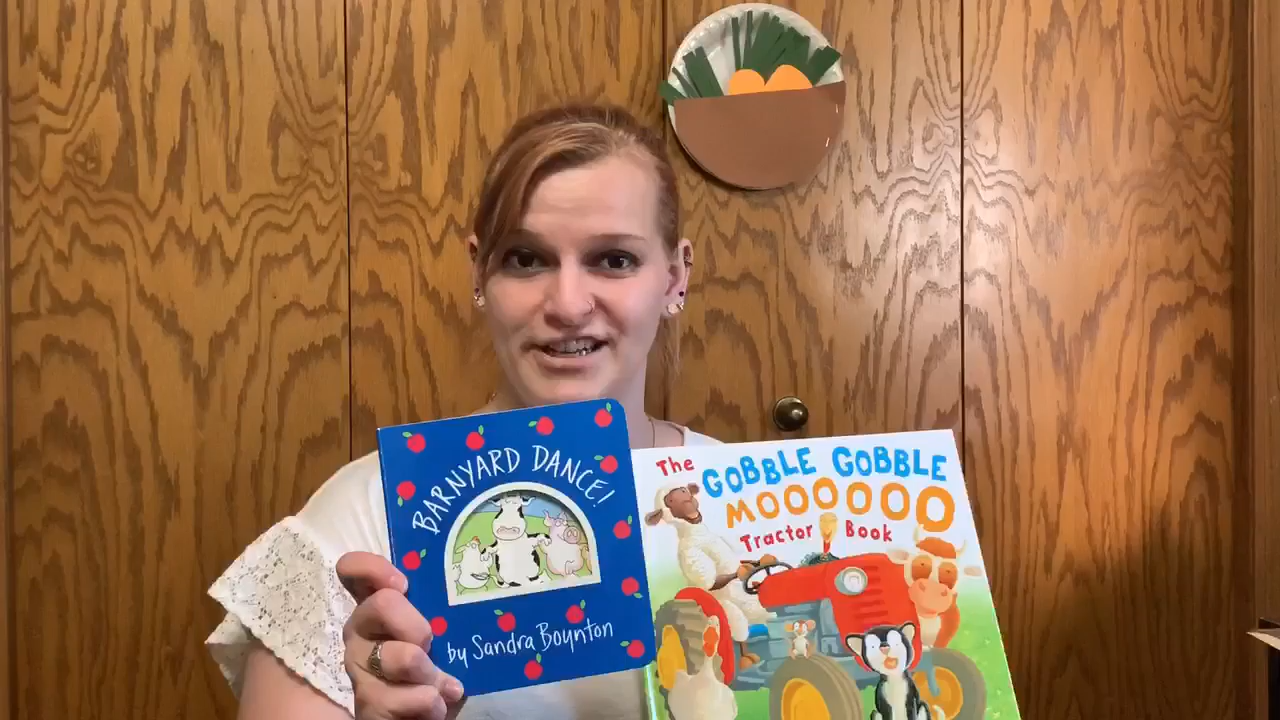 BARNYARD DANCE!
by Sandra Boynton
The GOBBLE GOBBLE
MOOOOOO
Tractor Book